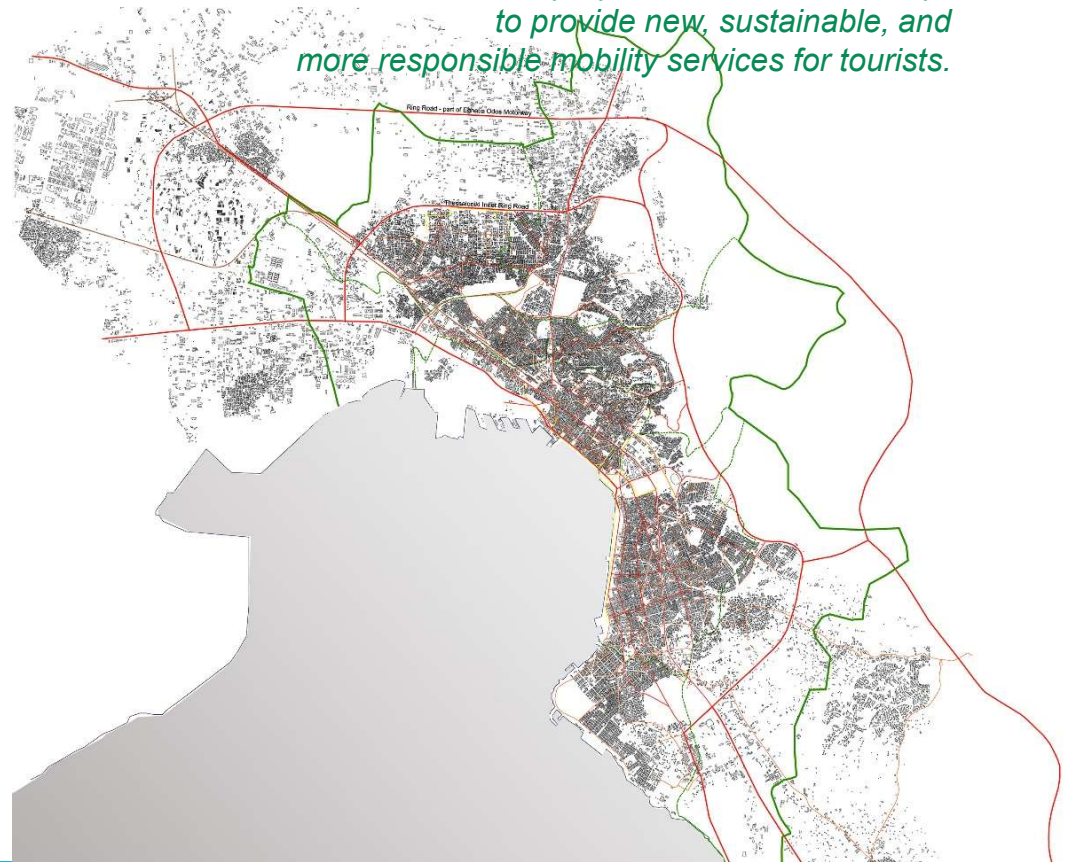 to provide new, sustainable, and
more responsible mobility services for tourists.
Ring Road - part of Egnatia Odos Motorway
Thessaloniki Inner Ring Road